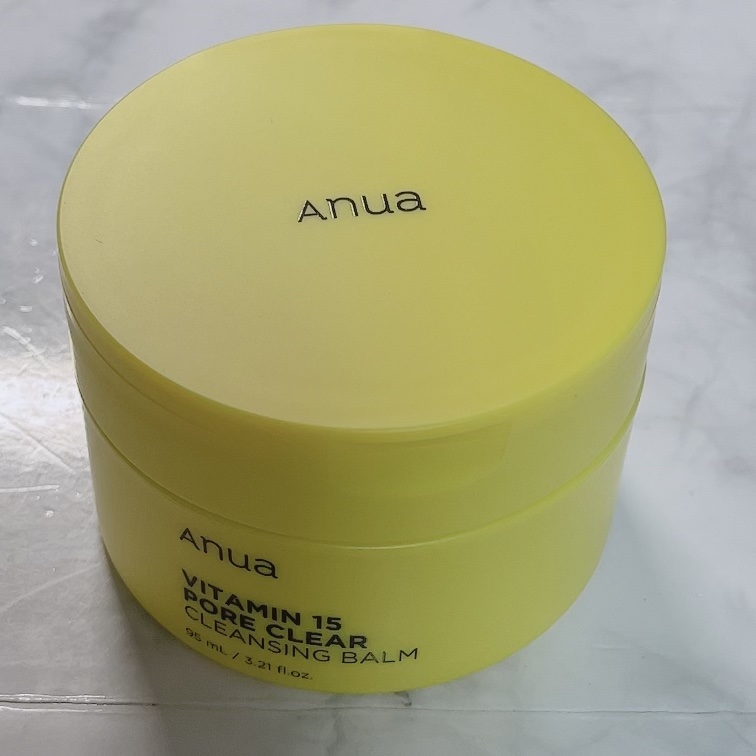 Anua
Anua
VITAMIN 15
PORE CLEAR
CLEANSING BALM
95 mL / 3.21 fl.oz.